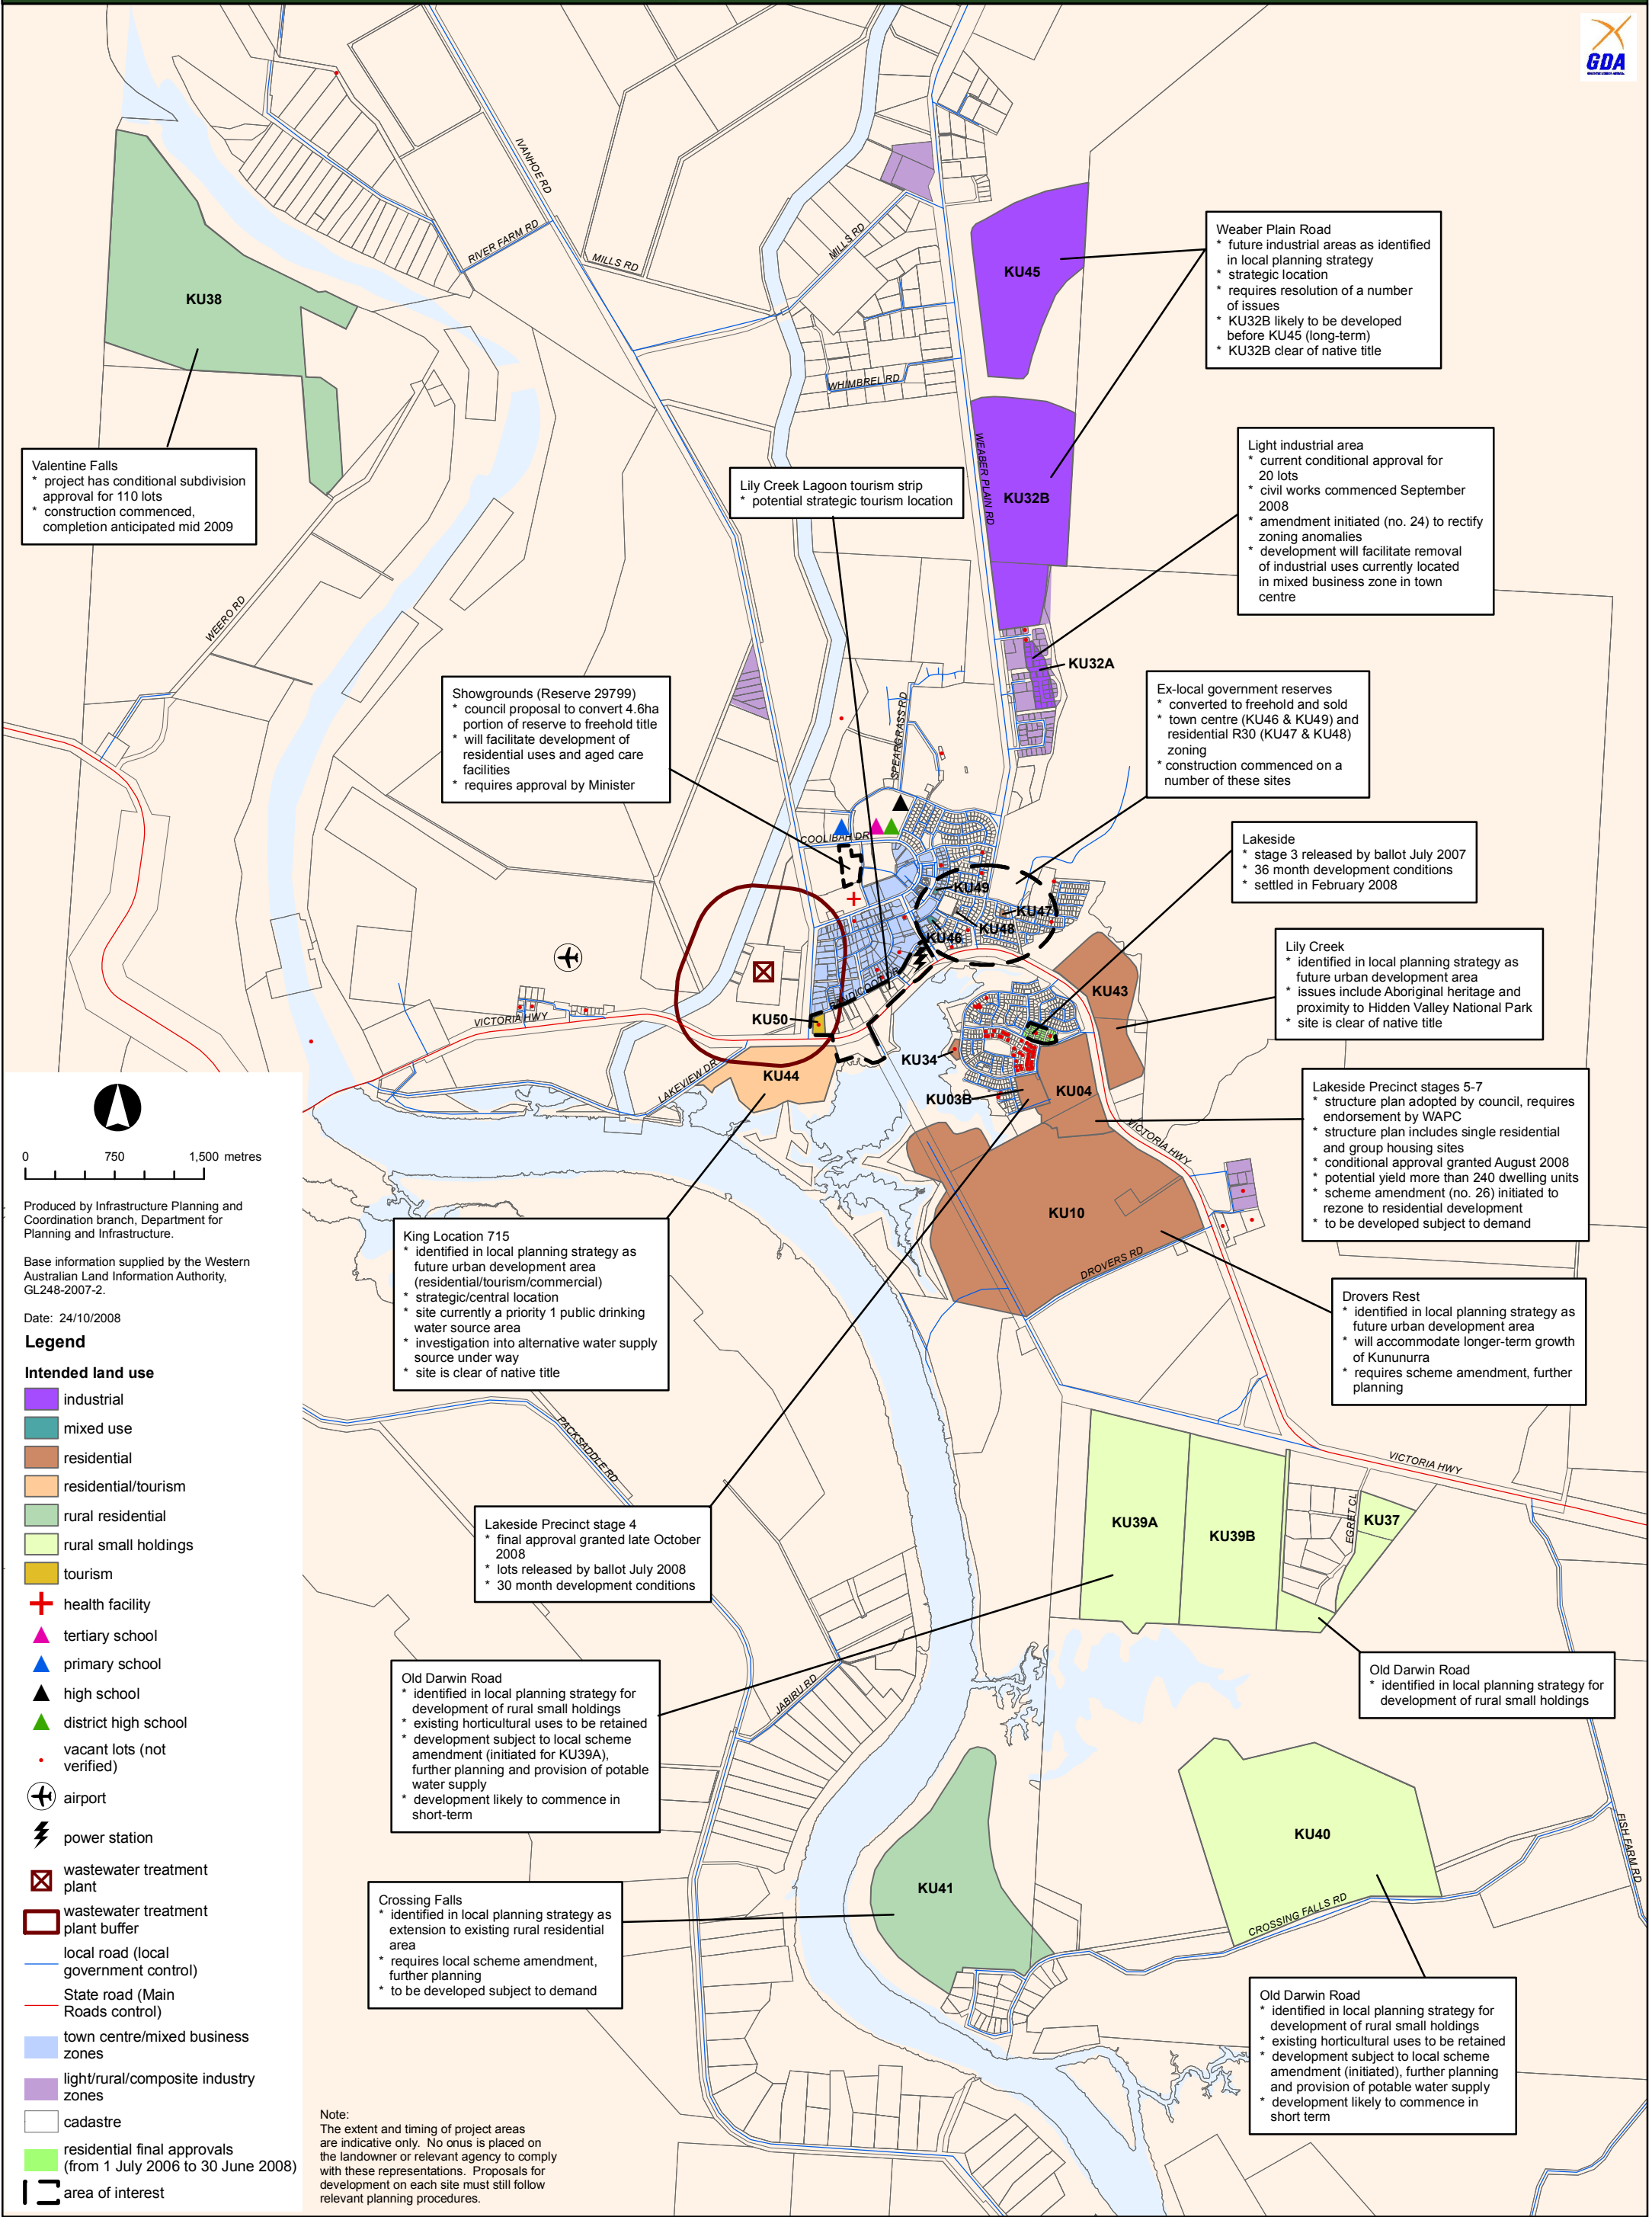 GDA
IVANHOE RD
RIVER FARM RD
MILLS RD
MILLS RD
KU38
KU45
Weaber Plain Road
* future industrial areas as identified
in local planning strategy
* strategic location
* requires resolution of a number
of issues
* KU32B likely to be developed
before KU45 (long-term)
* KU32B clear of native title
WHIMBREL RD
WEABER PLAIN RD
KU32B
Valentine Falls
* project has conditional subdivision
approval for 110 lots
* construction commenced,
completion anticipated mid 2009
Lily Creek Lagoon tourism strip
* potential strategic tourism location
Light industrial area
* current conditional approval for
20 lots
* civil works commenced September
2008
* amendment initiated (no. 24) to rectify
zoning anomalies
* development will facilitate removal
of industrial uses currently located
in mixed business zone in town
centre
WEERO RD
KU32A
Showgrounds (Reserve 29799)
* council proposal to convert 4.6ha
portion of reserve to freehold title
* will facilitate development of
residential uses and aged care
facilities
* requires approval by Minister
SPEARGRASS RD
Ex-local government reserves
* converted to freehold and sold
* town centre (KU46 & KU49) and
residential R30 (KU47 & KU48)
zoning
* construction commenced on a
number of these sites
COOLIBAH DR
Lakeside
* stage 3 released by ballot July 2007
* 36 month development conditions
* settled in February 2008
KU49
KU47
KU48
KU46
Lily Creek
* identified in local planning strategy as
future urban development area
* issues include Aboriginal heritage and
proximity to Hidden Valley National Park
* site is clear of native title
KU43
VICTORIA HWY
KU50
KU34
KU44
LAKEVIEW DR
KU03B
KU04
VICTORIA HWY
Lakeside Precinct stages 5-7
* structure plan adopted by council, requires
endorsement by WAPC
* structure plan includes single residential
and group housing sites
* conditional approval granted August 2008
* potential yield more than 240 dwelling units
* scheme amendment (no. 26) initiated to
rezone to residential development
* to be developed subject to demand
0 750 1,500 metres
Produced by Infrastructure Planning and
Coordination branch, Department for
Planning and Infrastructure.
Base information supplied by the Western
Australian Land Information Authority,
GL248-2007-2.
Date: 24/10/2008
KU10
DROVERS RD
King Location 715
* identified in local planning strategy as
future urban development area
(residential/tourism/commercial)
* strategic/central location
* site currently a priority 1 public drinking
water source area
* investigation into alternative water supply
source under way
* site is clear of native title
Drovers Rest
* identified in local planning strategy as
future urban development area
* will accommodate longer-term growth
of Kununurra
* requires scheme amendment, further
planning
PACKSADDLE RD
VICTORIA HWY
EGRET CL
KU39A
KU39B
KU37
Lakeside Precinct stage 4
* final approval granted late October
2008
* lots released by ballot July 2008
* 30 month development conditions
Old Darwin Road
* identified in local planning strategy for
development of rural small holdings
* existing horticultural uses to be retained
* development subject to local scheme
amendment (initiated for KU39A),
further planning and provision of potable
water supply
* development likely to commence in
short-term
JABIRU RD
Old Darwin Road
* identified in local planning strategy for
development of rural small holdings
KU40
FISH FARM RD
KU41
CROSSING FALLS RD
Crossing Falls
* identified in local planning strategy as
extension to existing rural residential
area
* requires local scheme amendment,
further planning
* to be developed subject to demand
Old Darwin Road
* identified in local planning strategy for
development of rural small holdings
* existing horticultural uses to be retained
* development subject to local scheme
amendment (initiated), further planning
and provision of potable water supply
* development likely to commence in
short term
Legend
Intended land use
industrial
mixed use
residential
residential/tourism
rural residential
rural small holdings
tourism
health facility
tertiary school
primary school
high school
district high school
vacant lots (not
verified)
airport
power station
wastewater treatment
plant
wastewater treatment
plant buffer
local road (local
government control)
State road (Main
Roads control)
town centre/mixed business
zones
light/rural/composite industry
zones
cadastre
residential final approvals
(from 1 July 2006 to 30 June 2008)
area of interest
Note:
The extent and timing of project areas
are indicative only. No onus is placed on
the landowner or relevant agency to comply
with these representations. Proposals for
development on each site must still follow
relevant planning procedures.